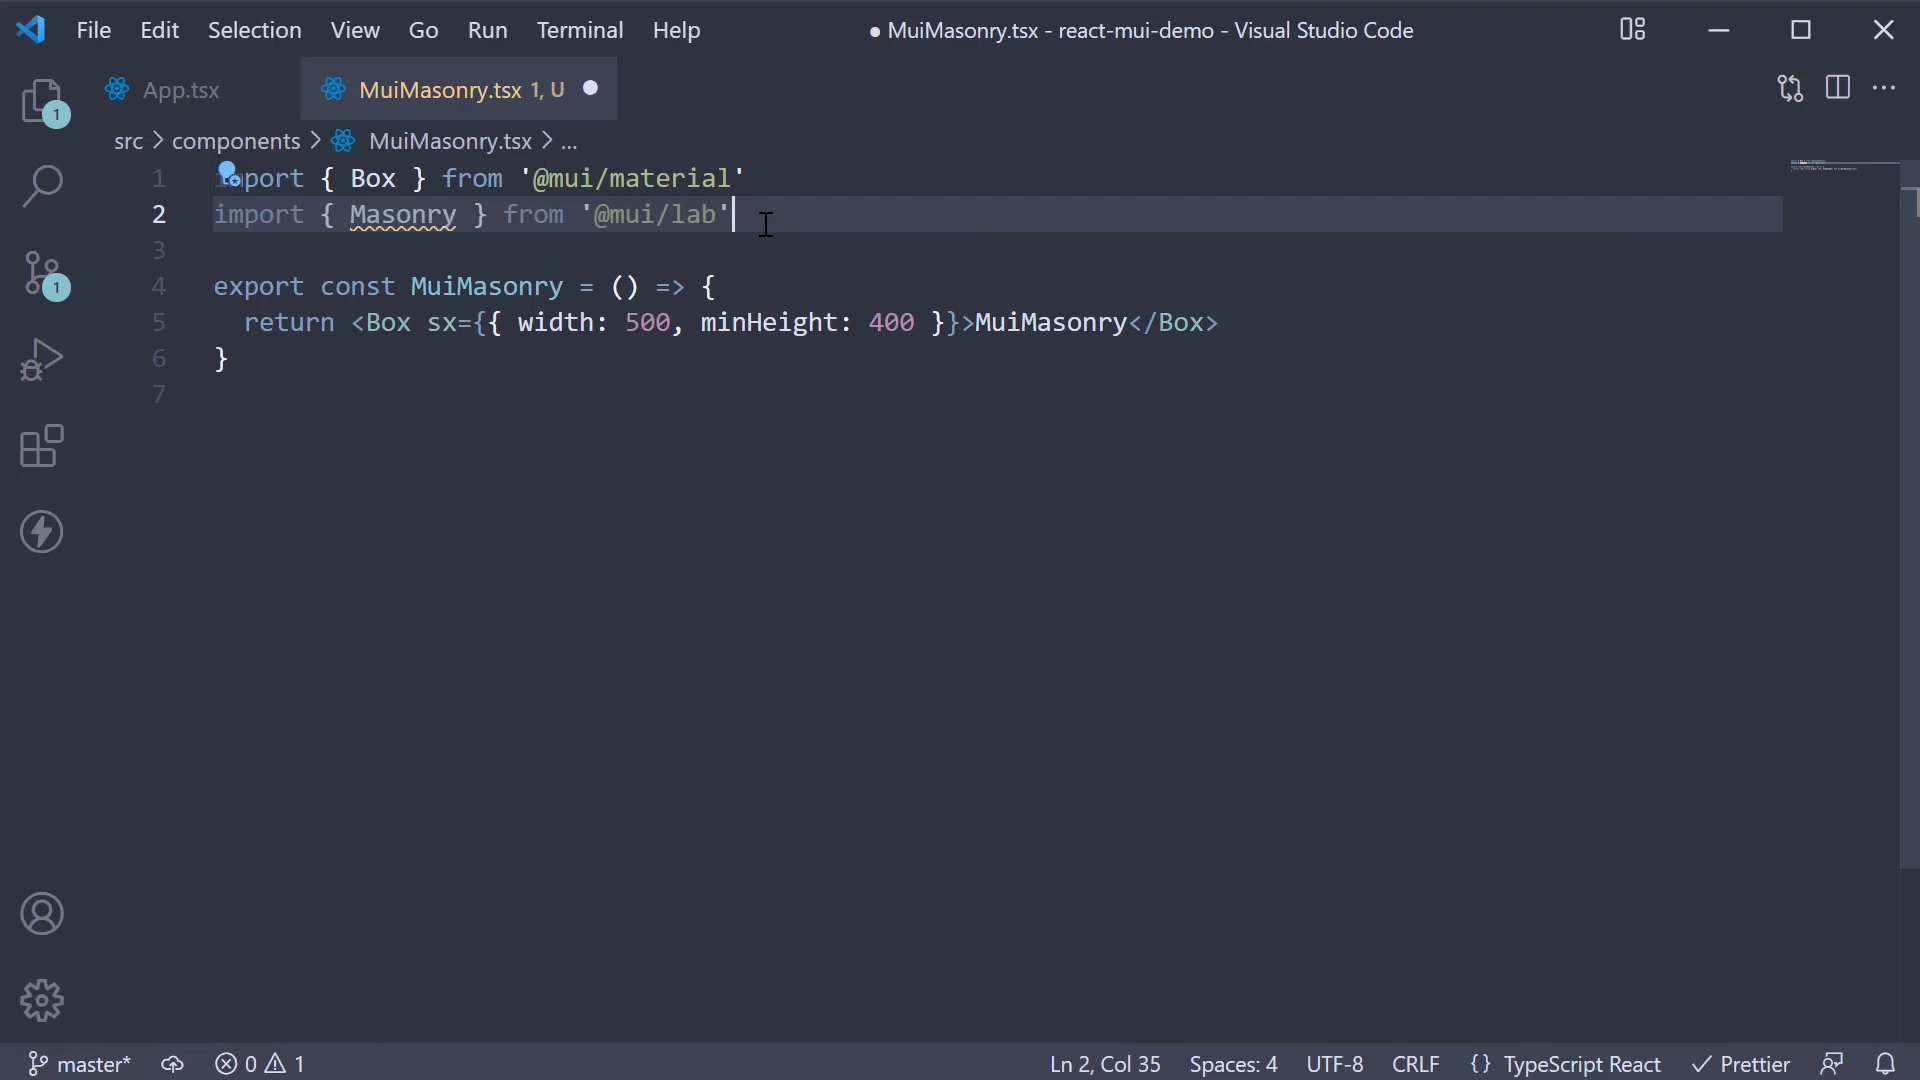 File Edit Selection View Go Run Terminal Help ● MuiMasonry.tsx - react-mui-demo - Visual Studio Code
App.tsx MuiMasonry.tsx 1, U
src > components > MuiMasonry.tsx > ...
1 import { Box } from '@mui/material'
2 import { Masonry } from '@mui/lab'
3
4 export const MuiMasonry = () => {
5 return <Box sx={{ width: 500, minHeight: 400 }}>MuiMasonry</Box>
6 }
7
1
1
master* 0 1 Ln 2, Col 35 Spaces: 4 UTF-8 CRLF {} TypeScript React Prettier